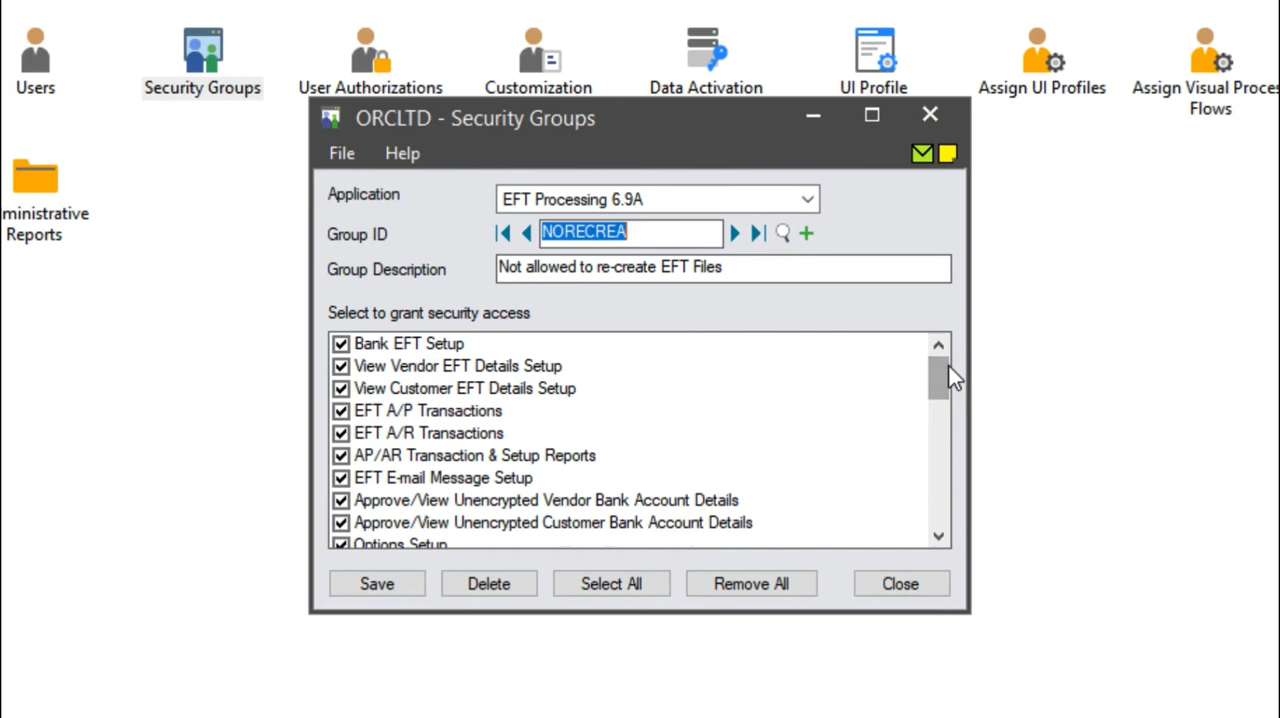 Users
Security Groups
User Authorizations
Customization
Data Activation
UI Profile
Assign UI Profiles
Assign Visual Proces
Flows
ministrative
Reports
ORCLTD - Security Groups
File
Help
Application
EFT Processing 6.9A
Group ID
NORECREA
Group Description
Not allowed to re-create EFT Files
Select to grant security access
Bank EFT Setup
View Vendor EFT Details Setup
View Customer EFT Details Setup
EFT A/P Transactions
EFT A/R Transactions
AP/AR Transaction & Setup Reports
EFT E-mail Message Setup
Approve/View Unencrypted Vendor Bank Account Details
Approve/View Unencrypted Customer Bank Account Details
Options Setup
Save
Delete
Select All
Remove All
Close